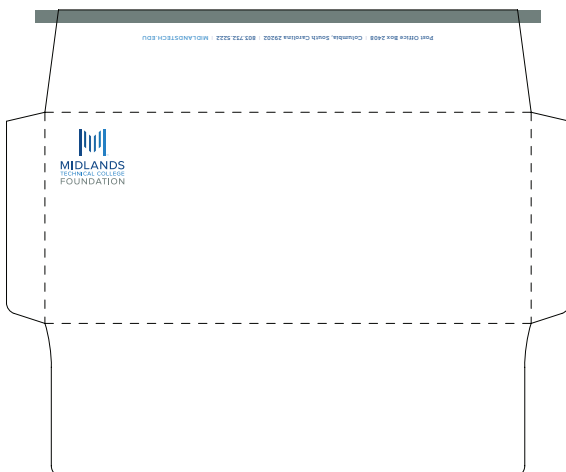 Post Office Box 2408 | Columbia, South Carolina 29202 | 803.732.5222 | MIDLANDSTECH.EDU
MIDLANDS
TECHNICAL COLLEGE
FOUNDATION